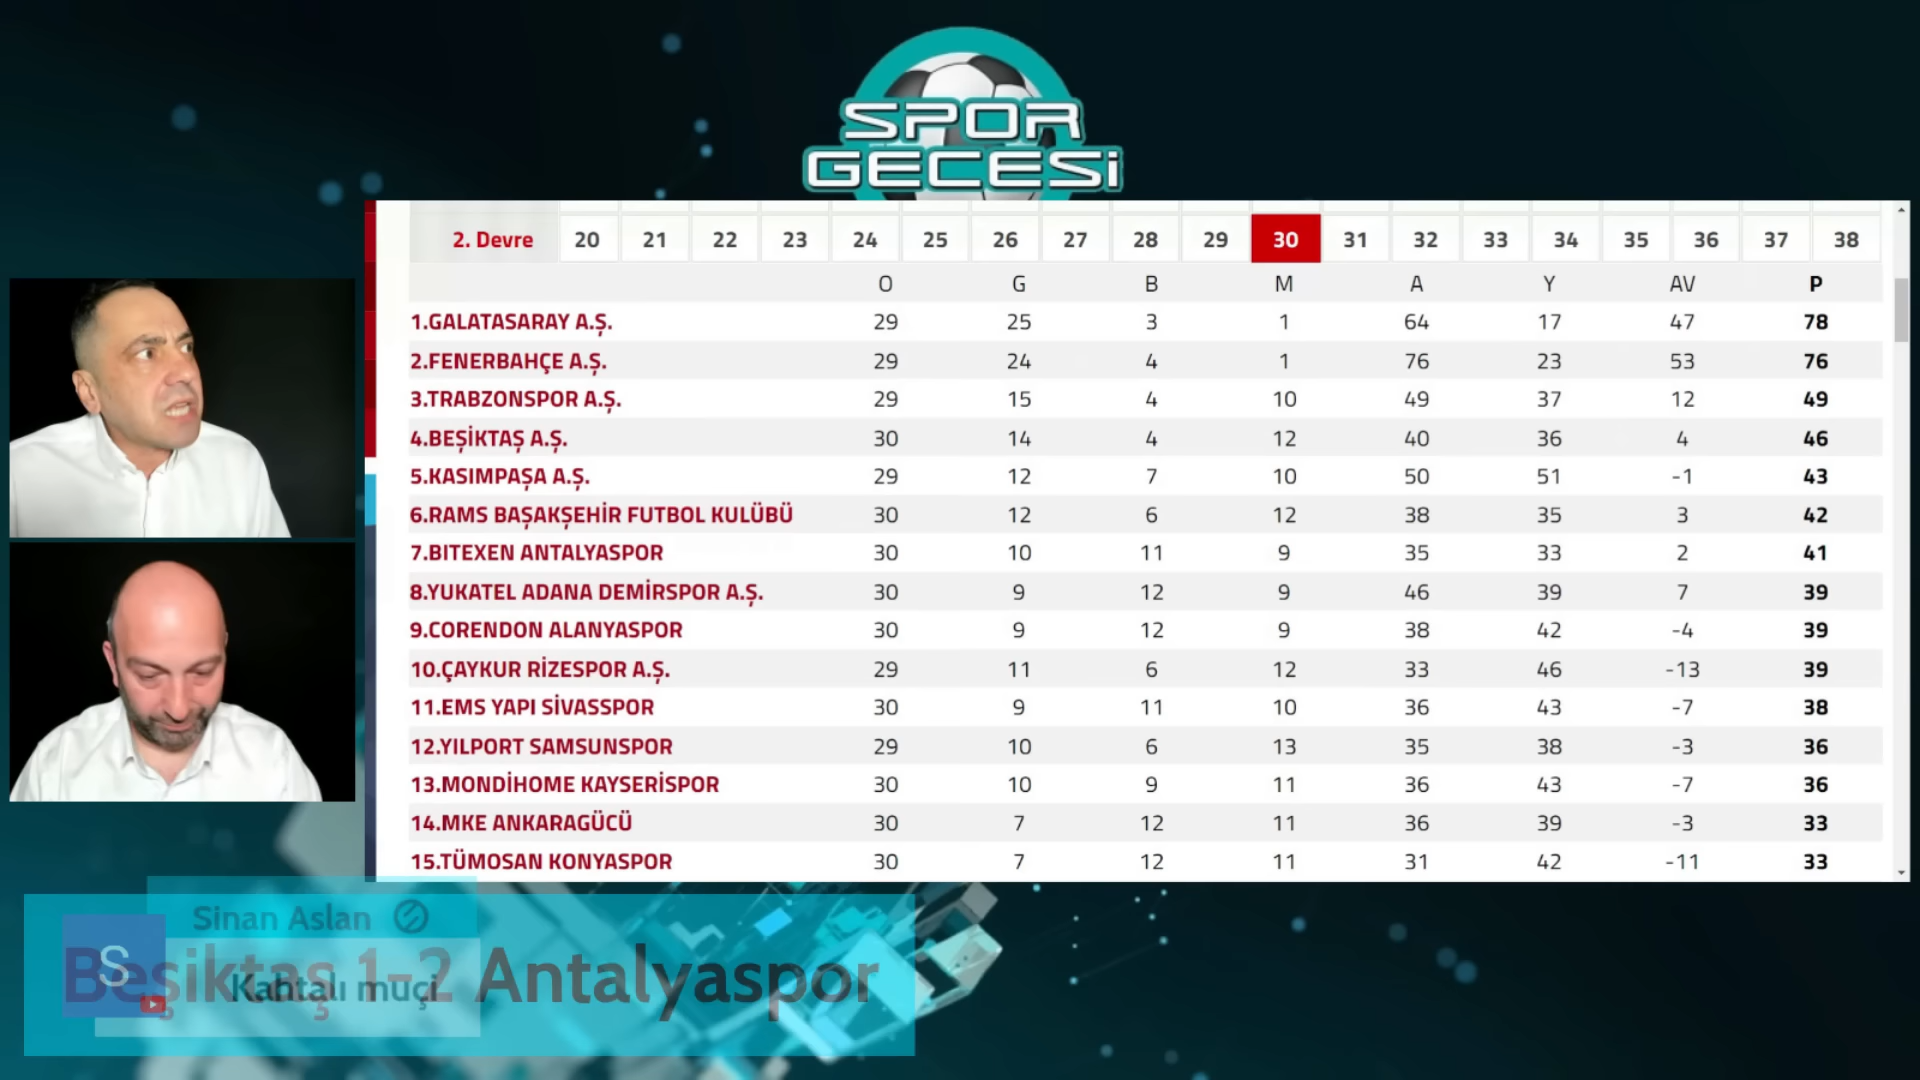 SPOR
GECESİ
2. Devre 20 21 22 23 24 25 26 27 28 29 30 31 32 33 34 35 36 37 38
O G B M A Y AV P
1.GALATASARAY A.Ş. 29 25 3 1 64 17 47 78
2.FENERBAHÇE A.Ş. 29 24 4 1 76 23 53 76
3.TRABZONSPOR A.Ş. 29 15 4 10 49 37 12 49
4.BEŞİKTAŞ A.Ş. 30 14 4 12 40 36 4 46
5.KASIMPAŞA A.Ş. 29 12 7 10 50 51 -1 43
6.RAMS BAŞAKŞEHİR FUTBOL KULÜBÜ 30 12 6 12 38 35 3 42
7.BITEXEN ANTALYASPOR 30 10 11 9 35 33 2 41
8.YUKATEL ADANA DEMİRSPOR A.Ş. 30 9 12 9 46 39 7 39
9.CORENDON ALANYASPOR 30 9 12 9 38 42 -4 39
10.ÇAYKUR RİZESPOR A.Ş. 29 11 6 12 33 46 -13 39
11.EMS YAPI SİVASSPOR 30 9 11 10 36 43 -7 38
12.YILPORT SAMSUNSPOR 29 10 6 13 35 38 -3 36
13.MONDİHOME KAYSERİSPOR 30 10 9 11 36 43 -7 36
14.MKE ANKARAGÜCÜ 30 7 12 11 36 39 -3 33
15.TÜMOSAN KONYASPOR 30 7 12 11 31 42 -11 33
Sinan Aslan
S
Kahtalı muçi
Beşiktaş 1-2 Antalyaspor